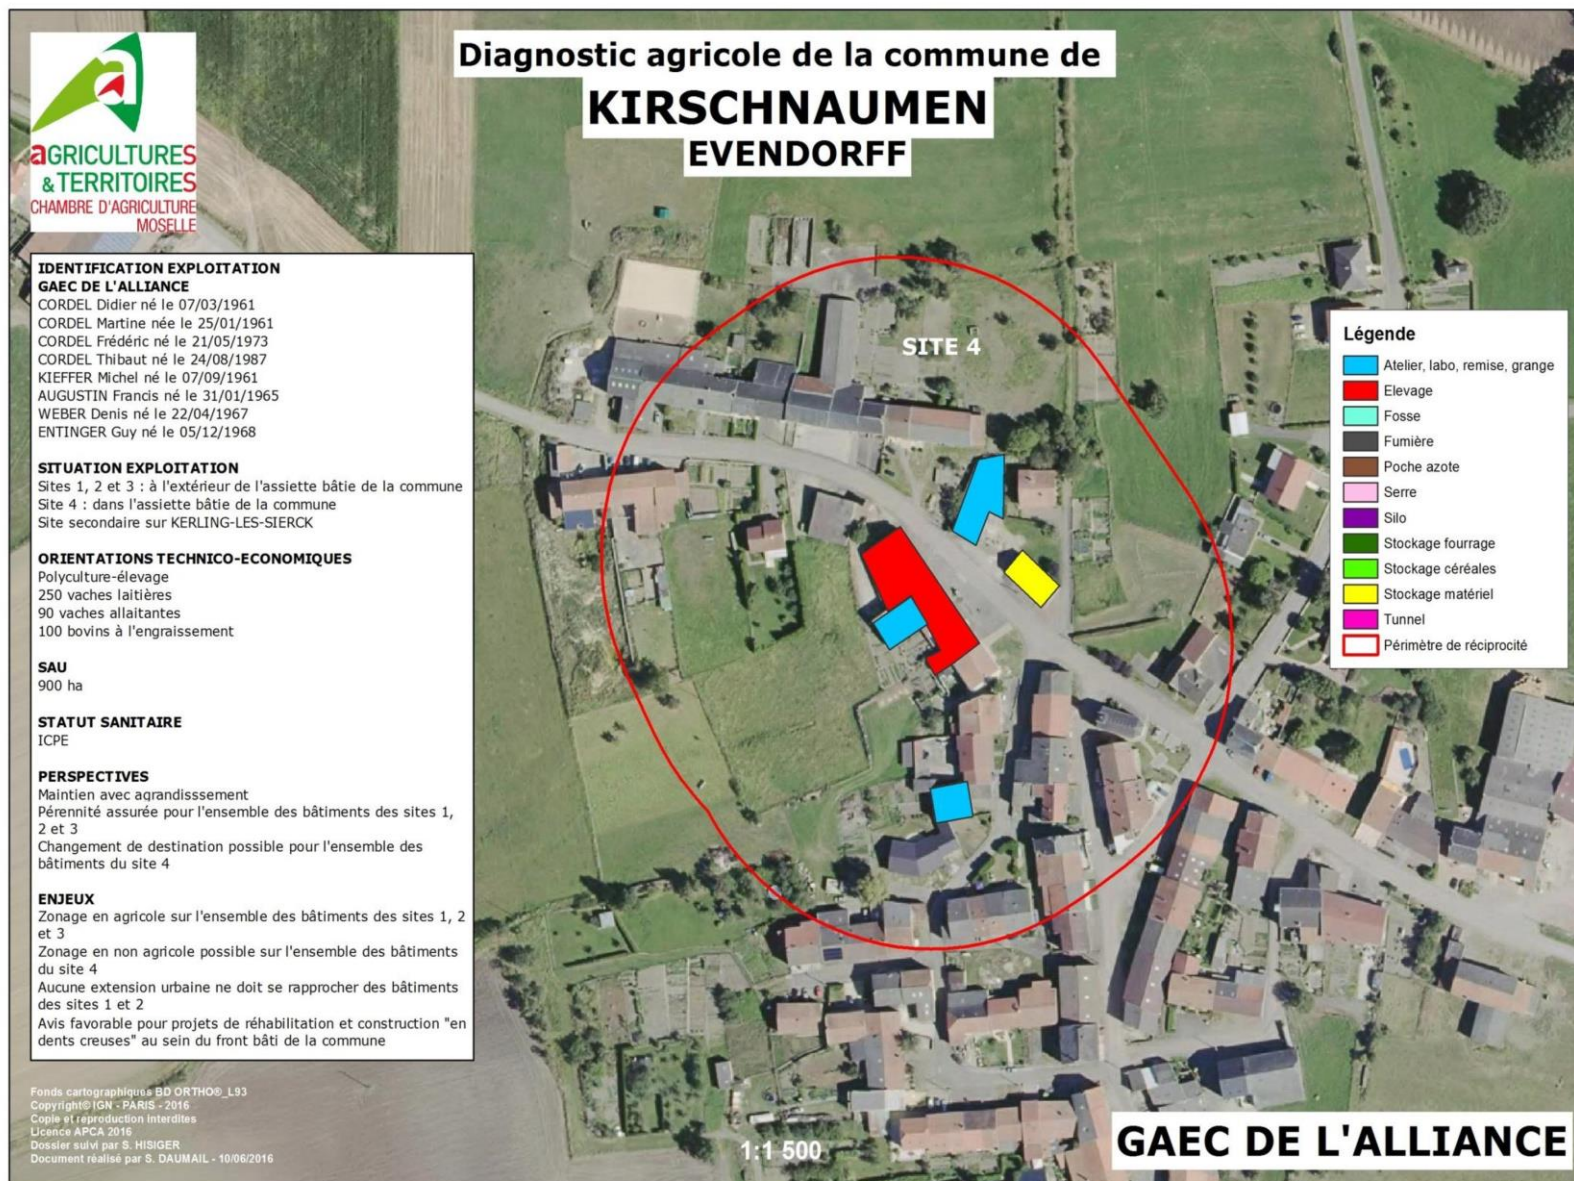 Diagnostic agricole de la commune de
KIRSCHNAUMEN
EVENDORFF
a
aGRICULTURES
& TERRITOIRES
CHAMBRE D'AGRICULTURE
MOSELLE
IDENTIFICATION EXPLOITATION
GAEC DE L'ALLIANCE
CORDEL Didier né le 07/03/1961
CORDEL Martine née le 25/01/1961
CORDEL Frédéric né le 21/05/1973
CORDEL Thibaut né le 24/08/1987
KIEFFER Michel né le 07/09/1961
AUGUSTIN Francis né le 31/01/1965
WEBER Denis né le 22/04/1967
ENTINGER Guy né le 05/12/1968
SITUATION EXPLOITATION
Sites 1, 2 et 3 : à l'extérieur de l'assiette bâtie de la commune
Site 4 : dans l'assiette bâtie de la commune
Site secondaire sur KERLING-LES-SIERCK
ORIENTATIONS TECHNICO-ECONOMIQUES
Polyculture-élevage
250 vaches laitières
90 vaches allaitantes
100 bovins à l'engraissement
SAU
900 ha
STATUT SANITAIRE
ICPE
PERSPECTIVES
Maintien avec agrandisssement
Pérennité assurée pour l'ensemble des bâtiments des sites 1,
2 et 3
Changement de destination possible pour l'ensemble des
bâtiments du site 4
ENJEUX
Zonage en agricole sur l'ensemble des bâtiments des sites 1, 2
et 3
Zonage en non agricole possible sur l'ensemble des bâtiments
du site 4
Aucune extension urbaine ne doit se rapprocher des bâtiments
des sites 1 et 2
Avis favorable pour projets de réhabilitation et construction "en
dents creuses" au sein du front bâti de la commune
SITE 4
Légende
Atelier, labo, remise, grange
Elevage
Fosse
Fumière
Poche azote
Serre
Silo
Stockage fourrage
Stockage céréales
Stockage matériel
Tunnel
Périmètre de réciprocité
Fonds cartographiques BD ORTHO®_L93
Copyright© IGN - PARIS - 2016
Copie et reproduction interdites
Licence APCA 2016
Dossier suivi par S. HISIGER
Document réalisé par S. DAUMAIL - 10/06/2016
1:1 500
GAEC DE L'ALLIANCE